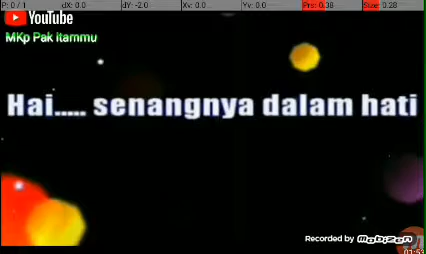 P: 0 / 1 dX: 0.0 dY: -2.0 Xv: 0.0 Yv: 0.0 Prs: 0.38 Size: 0.28
YouTube
MKp Pak itammu
Hai..... senangnya dalam hati
Recorded by Mobizen